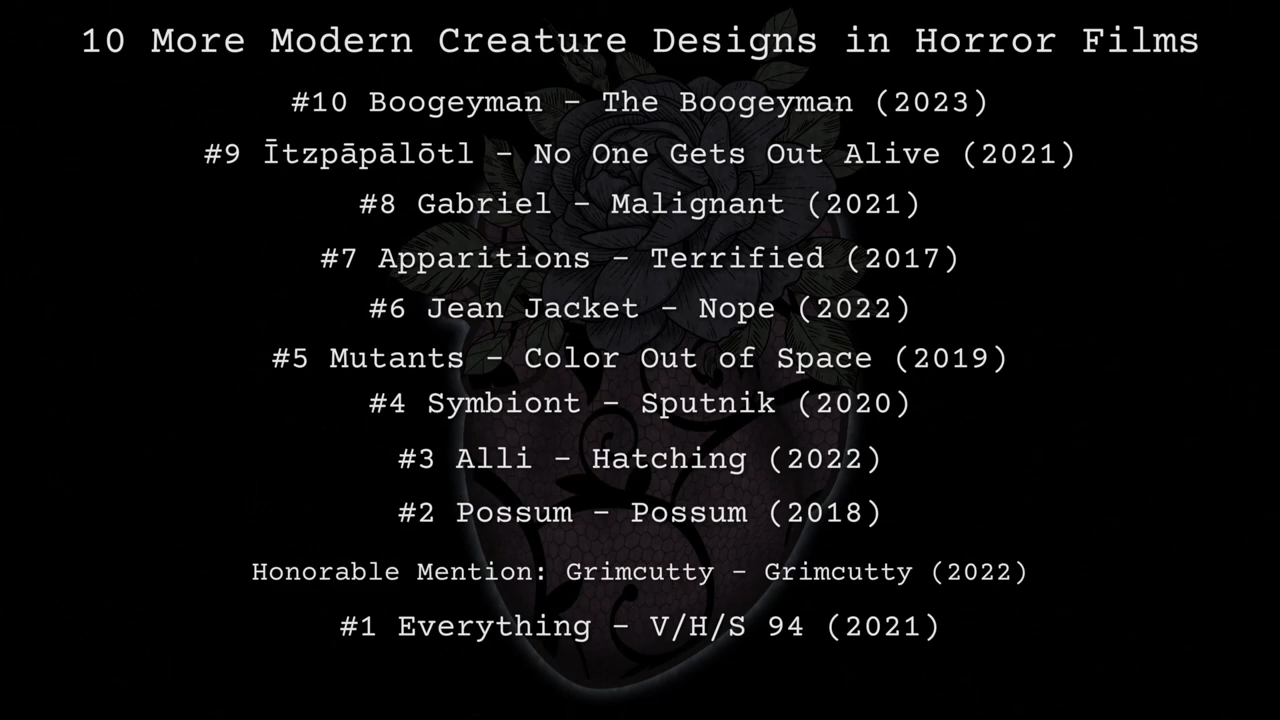 10 More Modern Creature Designs in Horror Films
#10 Boogeyman – The Boogeyman (2023)
#9 Ītzpāpālōtl – No One Gets Out Alive (2021)
#8 Gabriel – Malignant (2021)
#7 Apparitions – Terrified (2017)
#6 Jean Jacket – Nope (2022)
#5 Mutants – Color Out of Space (2019)
#4 Symbiont – Sputnik (2020)
#3 Alli – Hatching (2022)
#2 Possum – Possum (2018)
Honorable Mention: Grimcutty – Grimcutty (2022)
#1 Everything – V/H/S 94 (2021)